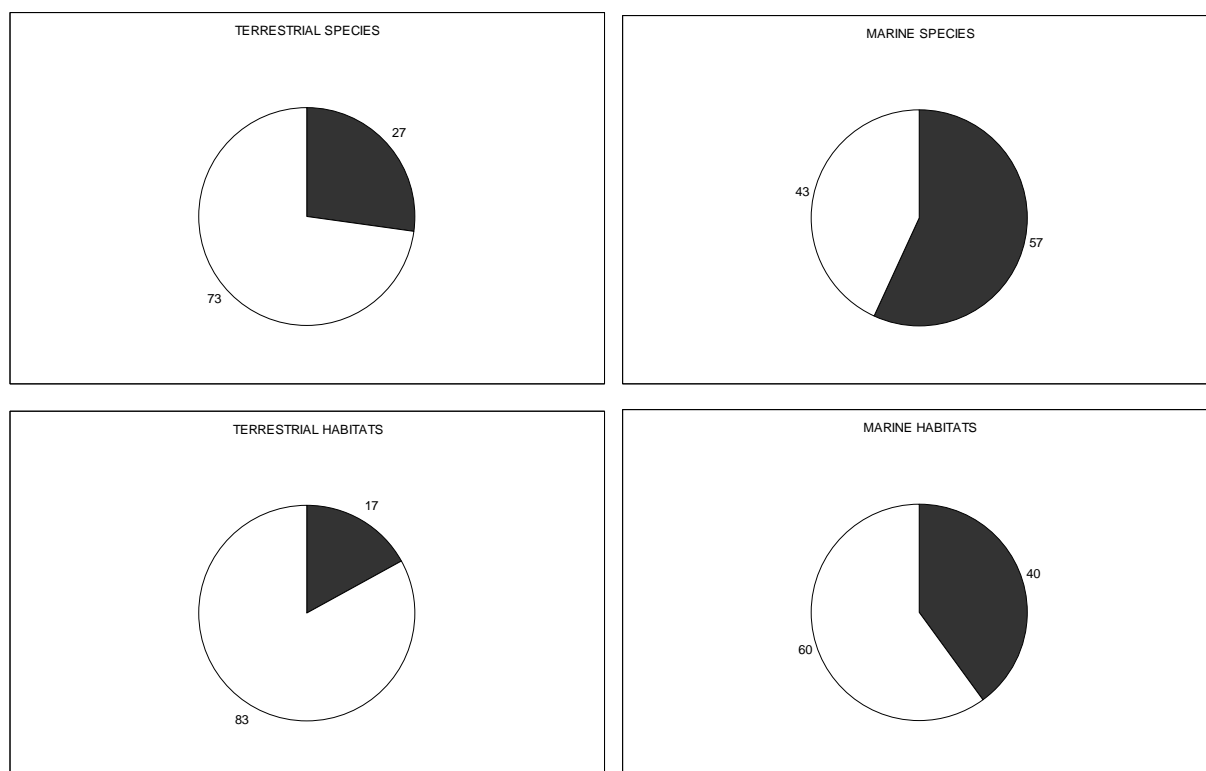 TERRESTRIAL SPECIES
27
73
MARINE SPECIES
43
57
TERRESTRIAL HABITATS
17
83
MARINE HABITATS
40
60